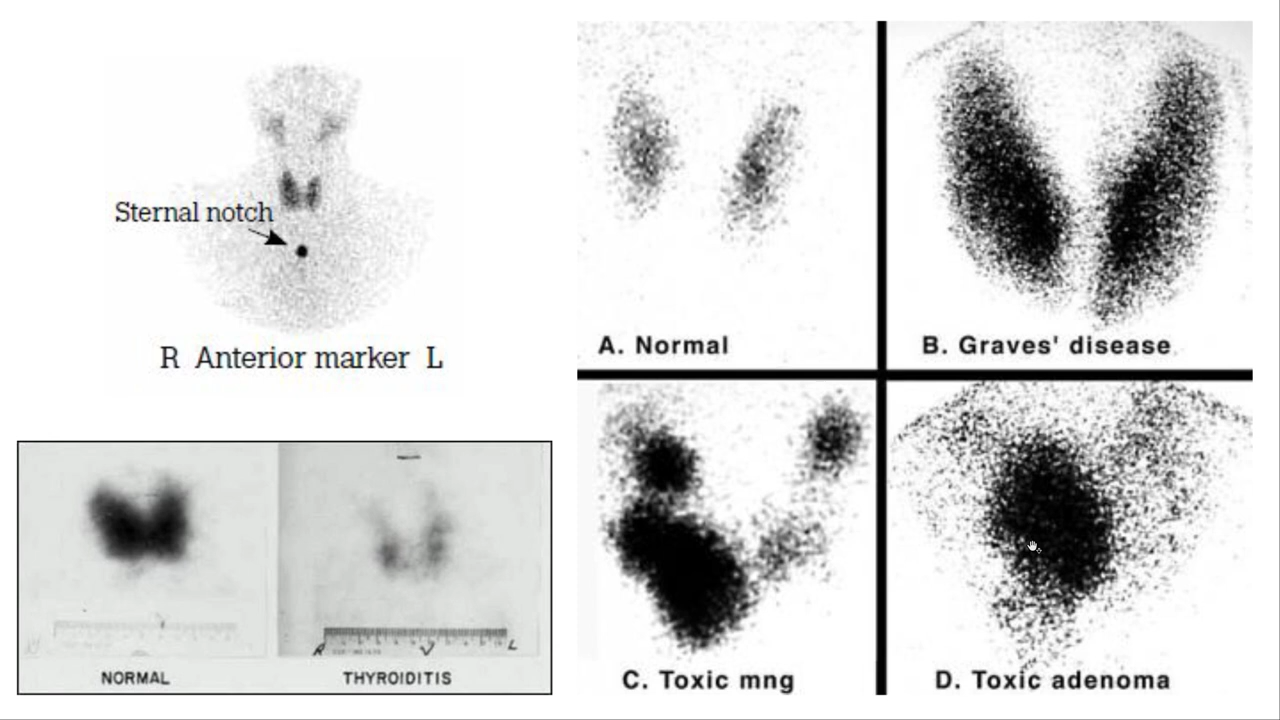 Sternal notch
R Anterior marker L
A. Normal
B. Graves' disease
C. Toxic mng
D. Toxic adenoma
R V L
NORMAL
THYROIDITIS